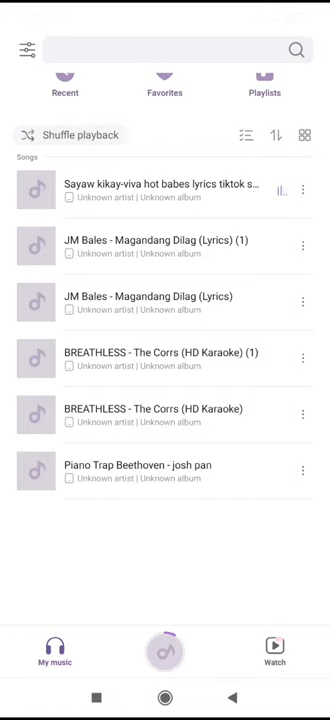 Recent
Favorites
Playlists
Shuffle playback
Songs
Sayaw kikay-viva hot babes lyrics tiktok s...
Unknown artist | Unknown album
JM Bales - Magandang Dilag (Lyrics) (1)
Unknown artist | Unknown album
JM Bales - Magandang Dilag (Lyrics)
Unknown artist | Unknown album
BREATHLESS - The Corrs (HD Karaoke) (1)
Unknown artist | Unknown album
BREATHLESS - The Corrs (HD Karaoke)
Unknown artist | Unknown album
Piano Trap Beethoven - josh pan
Unknown artist | Unknown album
My music
Watch